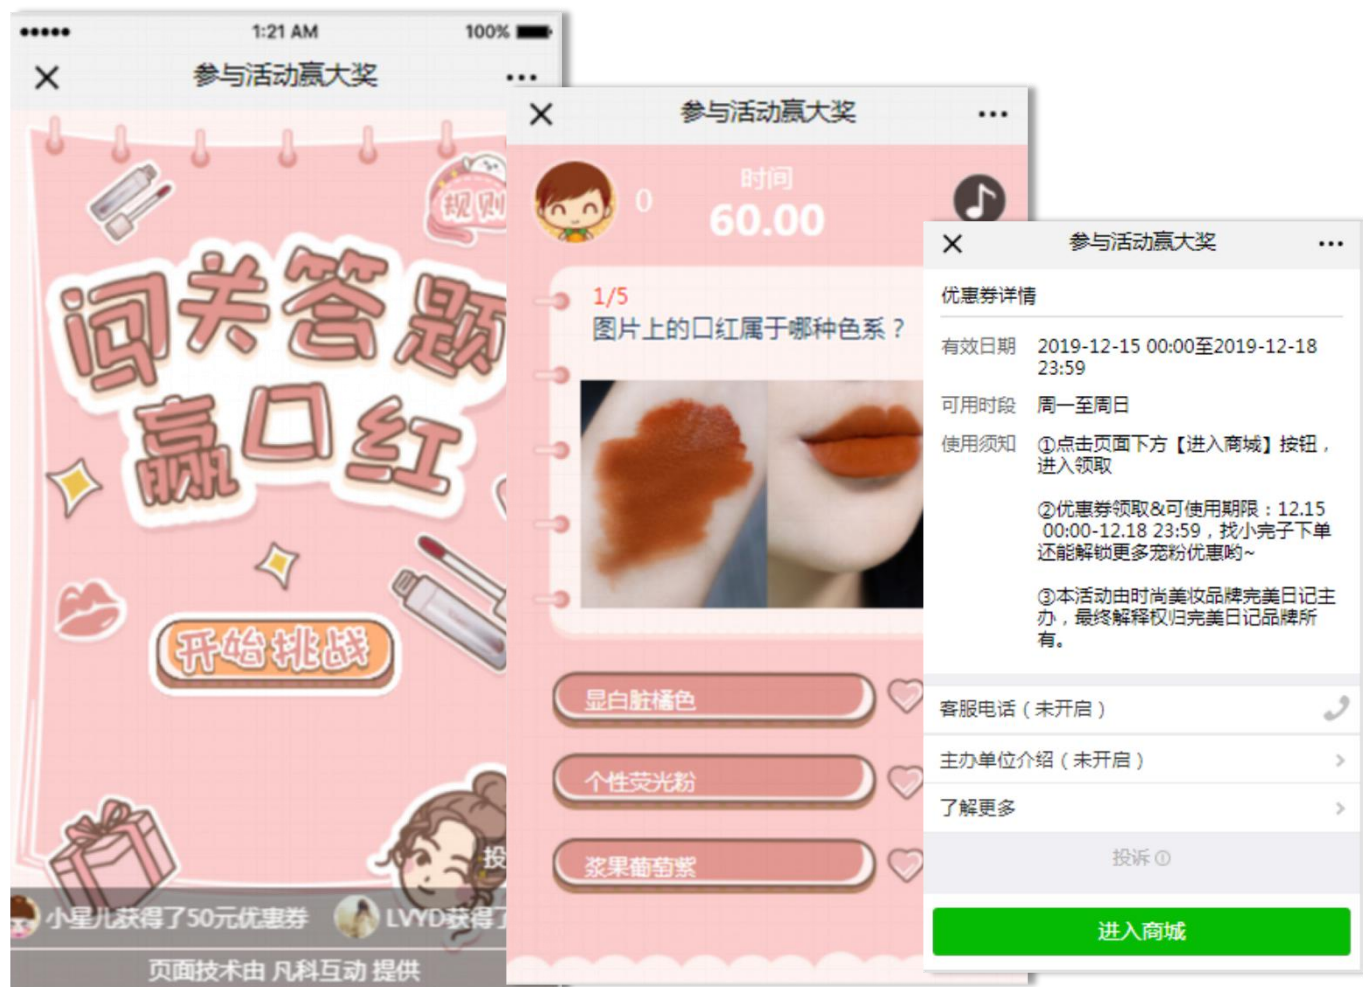 1:21 AM
100%
参与活动赢大奖
规则
闯关答题
赢口红
开始挑战
投
小星儿获得了50元优惠券
LVYD获得了
页面技术由 凡科互动 提供
参与活动赢大奖
0
时间
60.00
1/5
图片上的口红属于哪种色系？
显白脏橘色
个性荧光粉
浆果葡萄紫
参与活动赢大奖
优惠券详情
有效日期 2019-12-15 00:00至2019-12-18
23:59
可用时段 周一至周日
使用须知 ①点击页面下方【进入商城】按钮，
进入领取
②优惠券领取&可使用期限：12.15
00:00-12.18 23:59，找小完子下单
还能解锁更多宠粉优惠哟~
③本活动由时尚美妆品牌完美日记主
办，最终解释权归完美日记品牌所
有。
客服电话（未开启）
主办单位介绍（未开启）
了解更多
投诉
进入商城